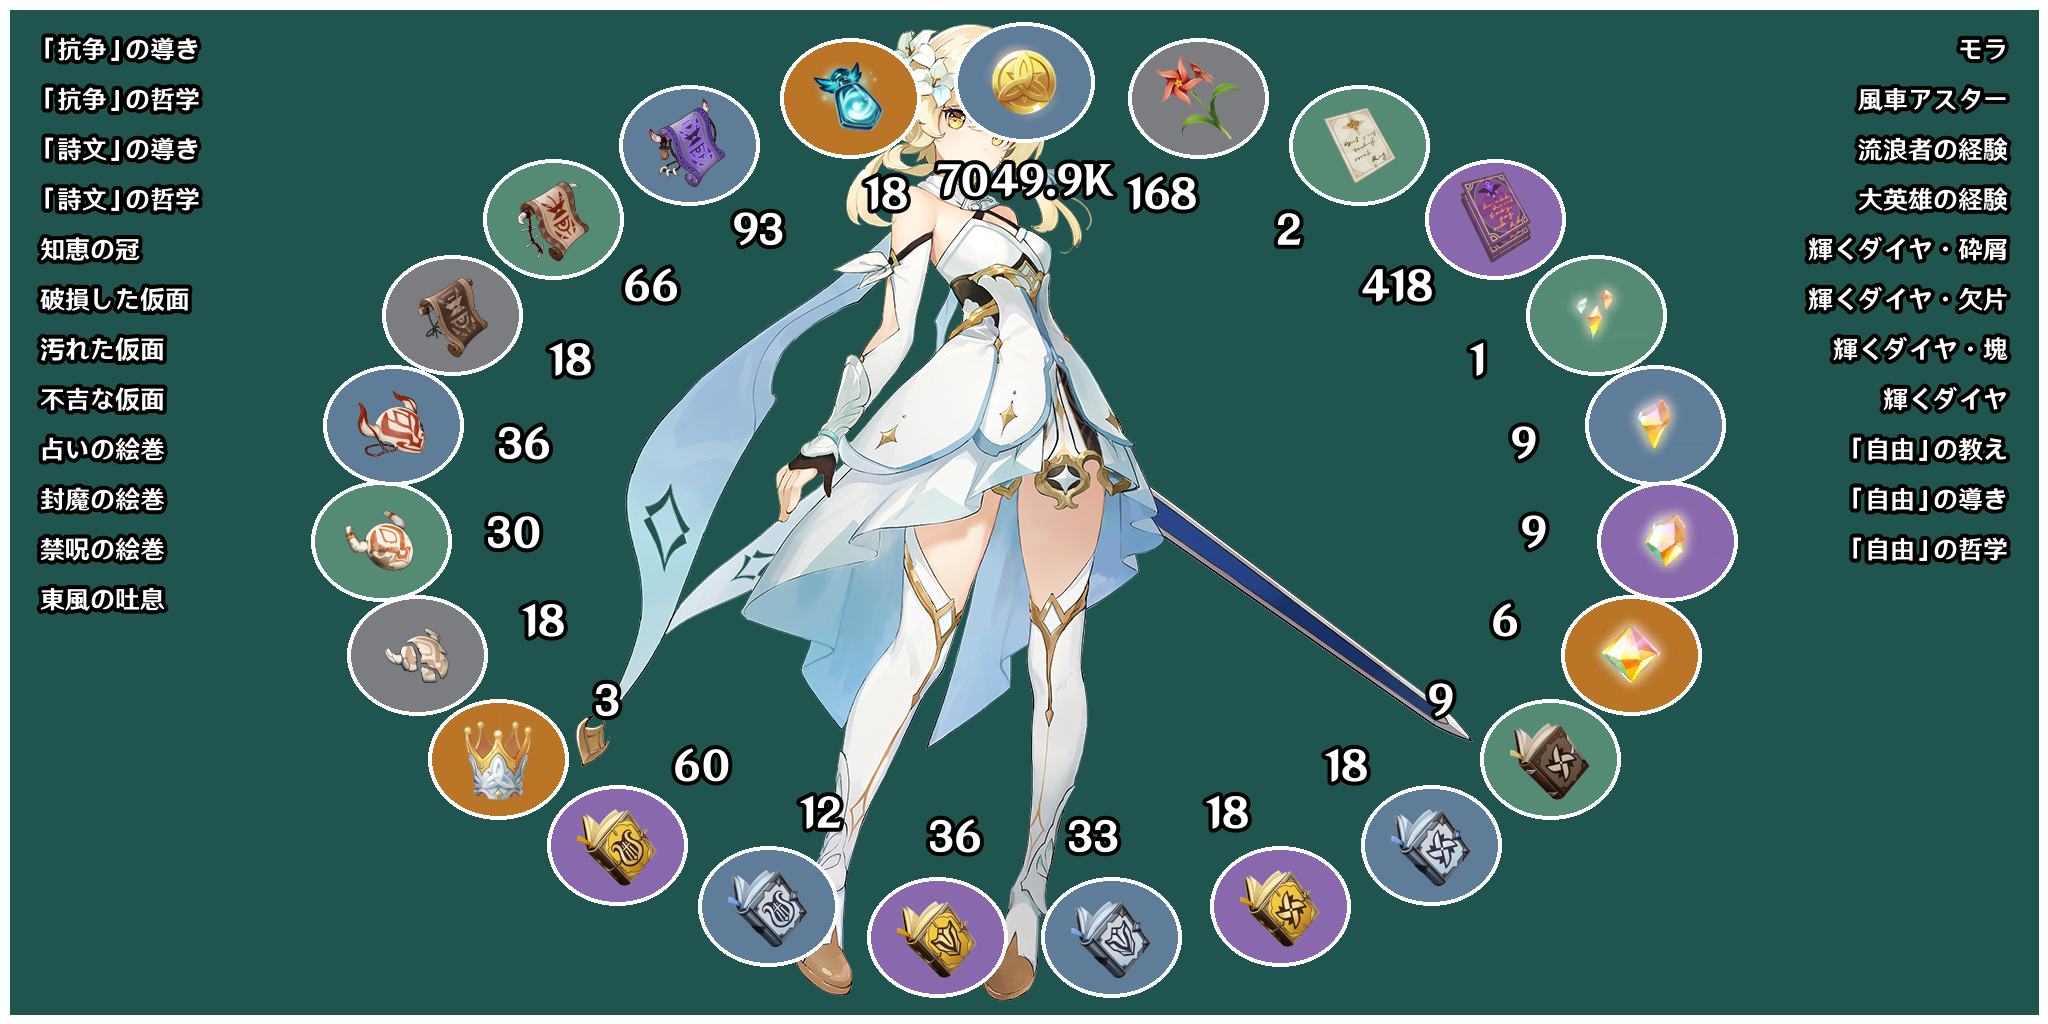 「抗争」の導き
「抗争」の哲学
「詩文」の導き
「詩文」の哲学
知恵の冠
破損した仮面
汚れた仮面
不吉な仮面
占いの絵巻
封魔の絵巻
禁呪の絵巻
東風の吐息
モラ
風車アスター
流浪者の経験
大英雄の経験
輝くダイヤ・砕屑
輝くダイヤ・欠片
輝くダイヤ・塊
輝くダイヤ
「自由」の教え
「自由」の導き
「自由」の哲学
7049.9K
168
2
418
1
9
9
6
9
18
18
33
36
12
60
3
18
30
36
18
66
93
18